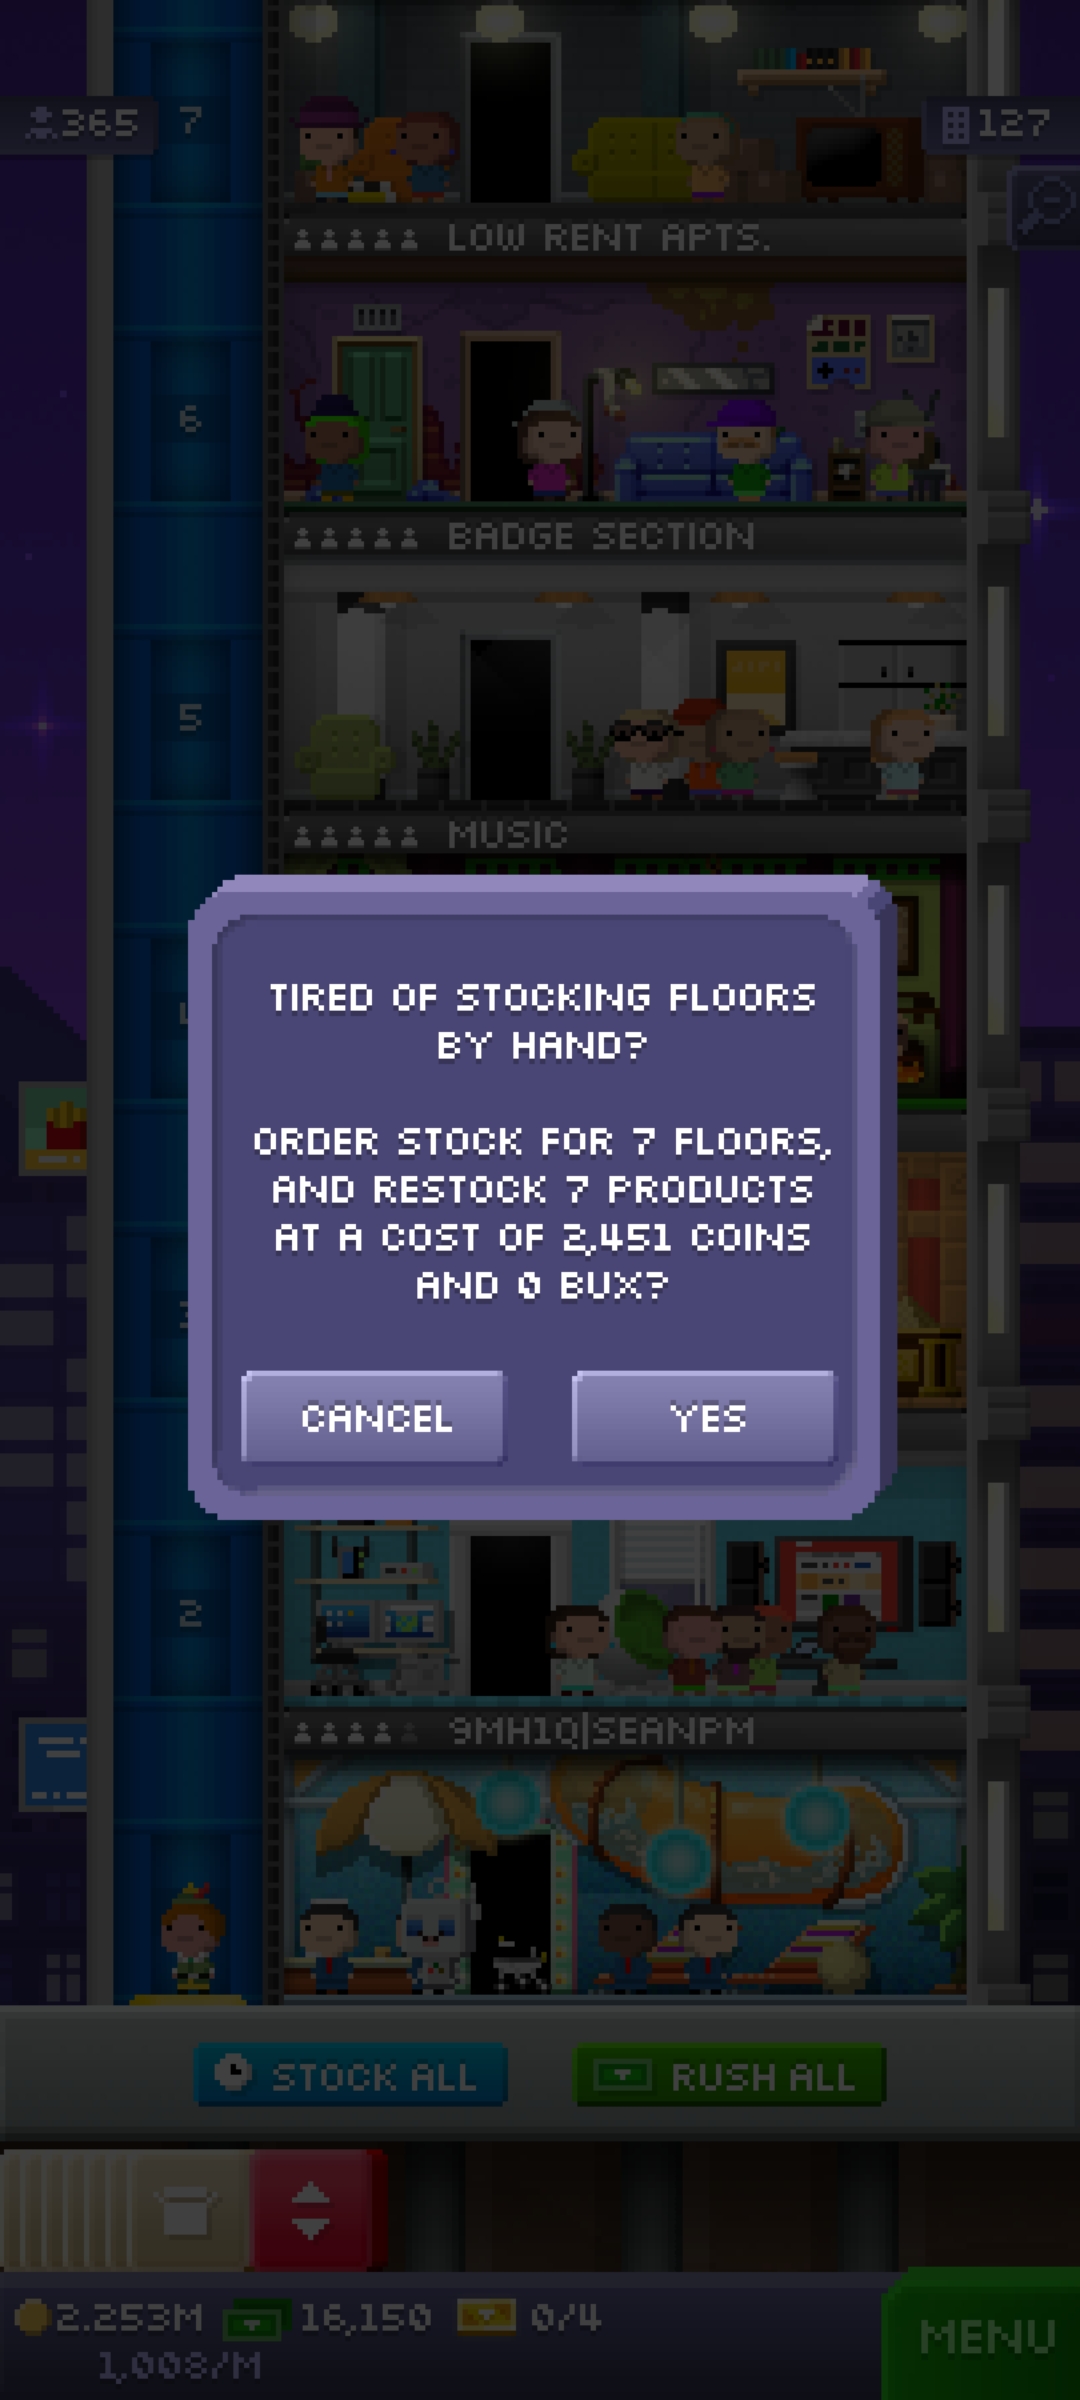 365
7
127
LOW RENT APTS.
6
BADGE SECTION
5
MUSIC
TIRED OF STOCKING FLOORS
BY HAND?
ORDER STOCK FOR 7 FLOORS,
AND RESTOCK 7 PRODUCTS
AT A COST OF 2,451 COINS
AND 0 BUX?
CANCEL
YES
2
9MH1Q|SEANPM
STOCK ALL
RUSH ALL
2.253M
16,150
0/4
MENU
1,008/M